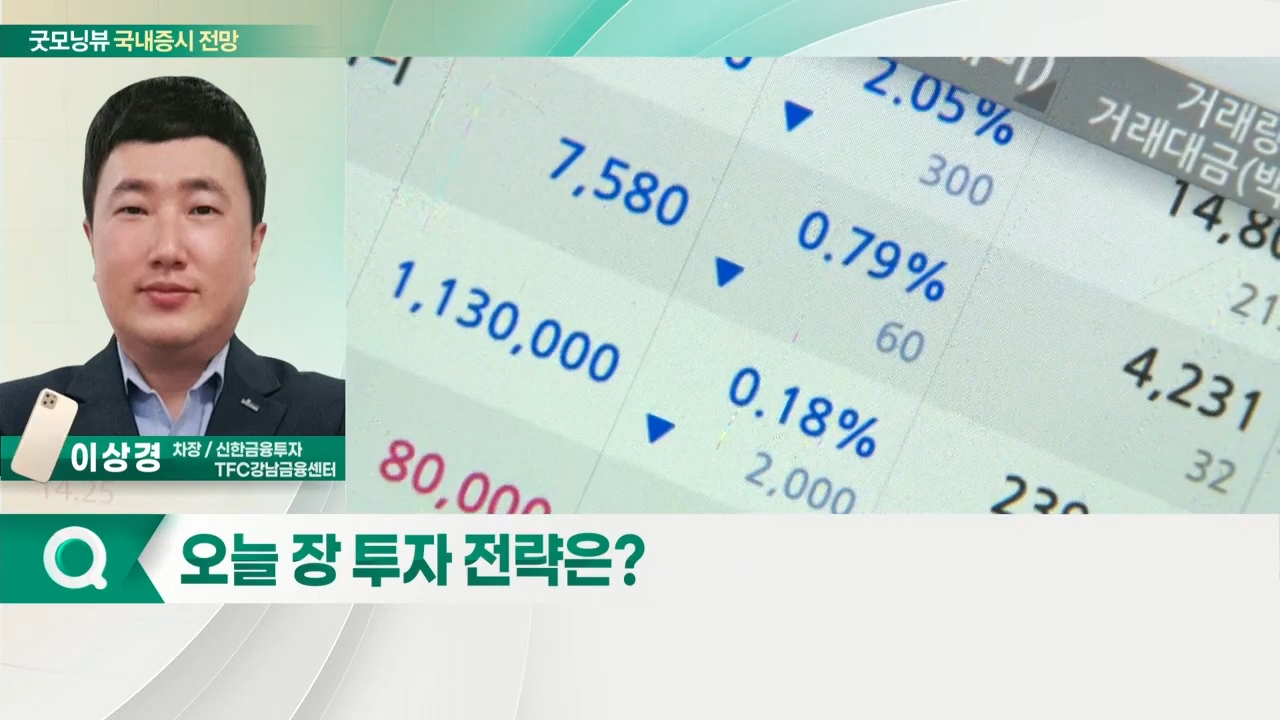 굿모닝뷰 국내증시 전망
2.05%
거래량
300
거래대금(백
7,580
0.79%
60
4,231
1,130,000
0.18%
32
2,000
80,000
이상경 차장 / 신한금융투자
TFC강남금융센터
14.25
Q 오늘 장 투자 전략은?